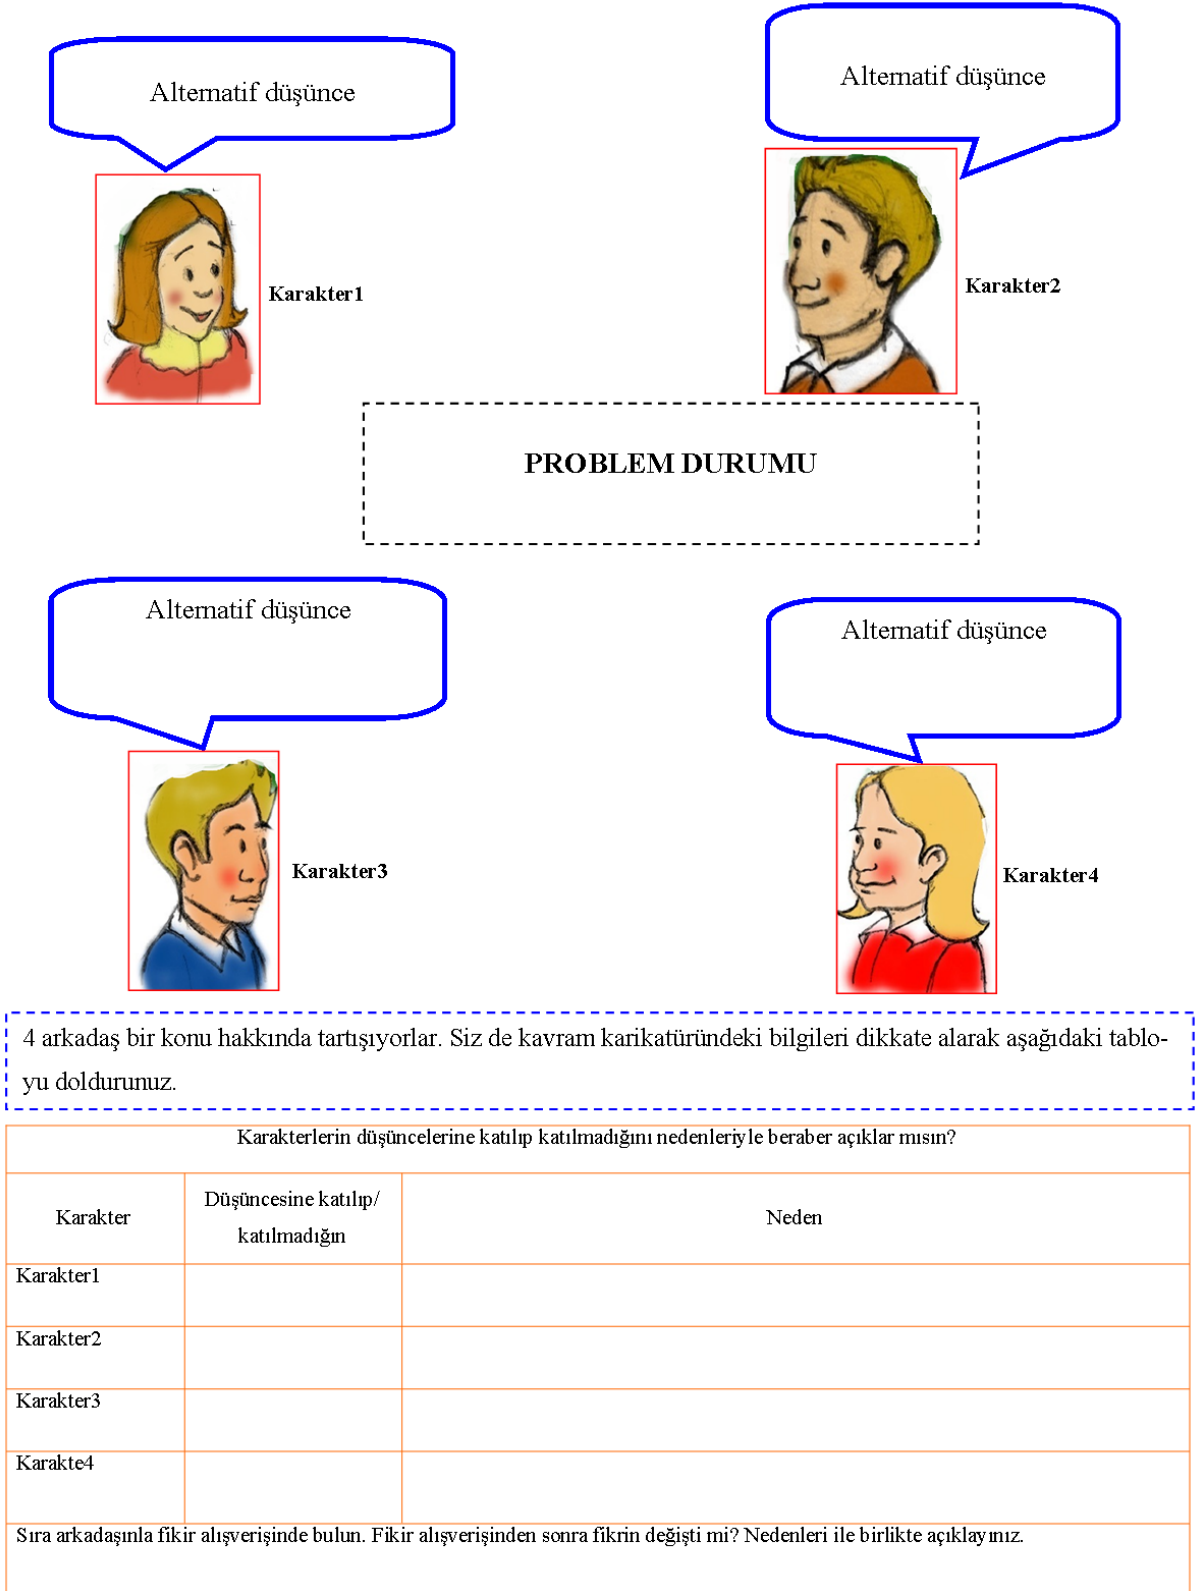 Alternatif düşünce
Alternatif düşünce
Karakter1
Karakter2
PROBLEM DURUMU
Alternatif düşünce
Alternatif düşünce
Karakter3
Karakter4
4 arkadaş bir konu hakkında tartışıyorlar. Siz de kavram karikatüründeki bilgileri dikkate alarak aşağıdaki tablo-
yu doldurunuz.
Karakterlerin düşüncelerine katılıp katılmadığını nedenleriyle beraber açıklar mısın?
Karakter
Düşüncesine katılıp/
katılmadığın
Neden
Karakter1
Karakter2
Karakter3
Karakte4
Sıra arkadaşınla fikir alışverişinde bulun. Fikir alışverişinden sonra fikrin değişti mi? Nedenleri ile birlikte açıklayınız.